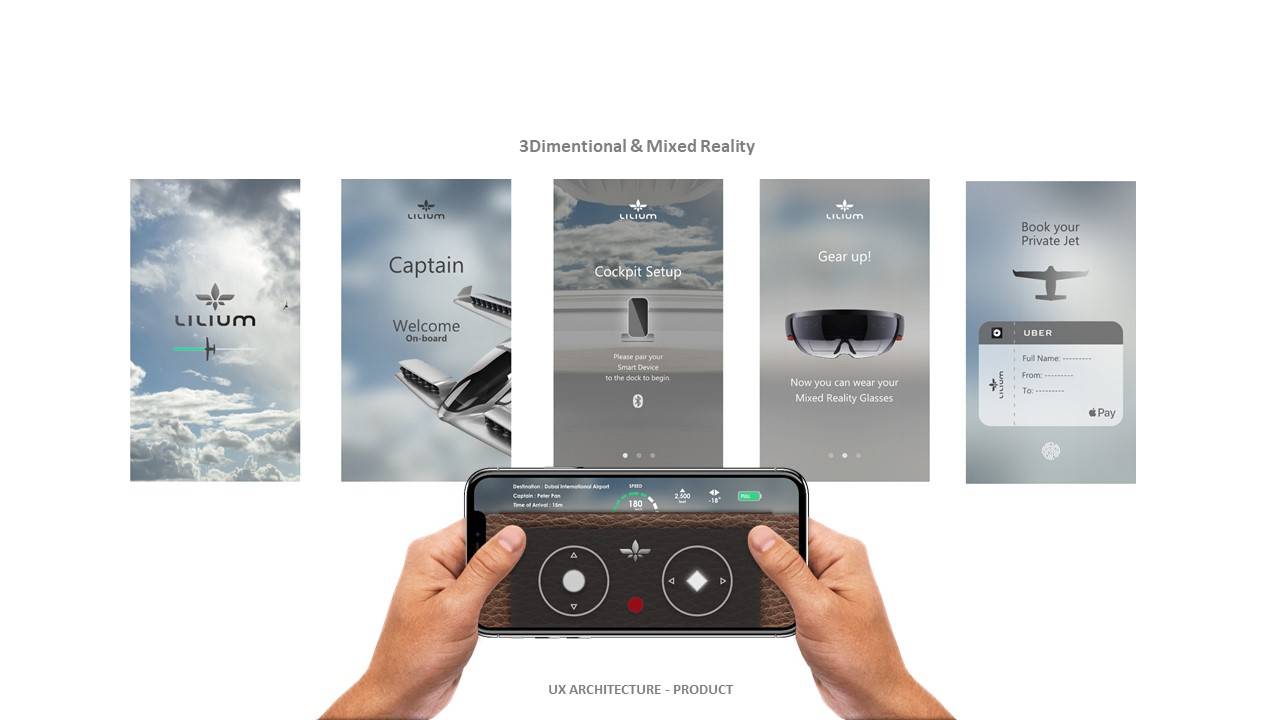 3Dimentional & Mixed Reality
LILIUM
LILIUM
Captain
Welcome
On-board
LILIUM
Cockpit Setup
Please pair your
Smart Device
to the dock to begin.
LILIUM
Gear up!
Now you can wear your
Mixed Reality Glasses
Book your
Private Jet
UBER
Full Name: ---------
From: ---------
To: ---------
LILIUM
Pay
Destination : Dubai International Airport
Captain : Peter Pan
Time of Arrival : 15m
SPEED
180
2,500
-18°
FULL
UX ARCHITECTURE - PRODUCT